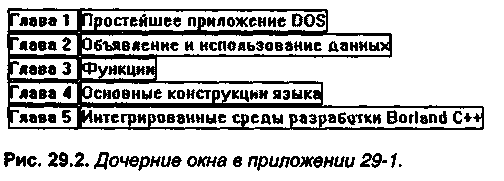 Глава 1 Простейшее приложение DOS
Глава 2 Объявление и использование данных
Глава 3 Функции
Глава 4 Основные конструкции языка
Глава 5 Интегрированные среды разработки Borland C++
Рис. 29.2. Дочерние окна в приложении 29-1.